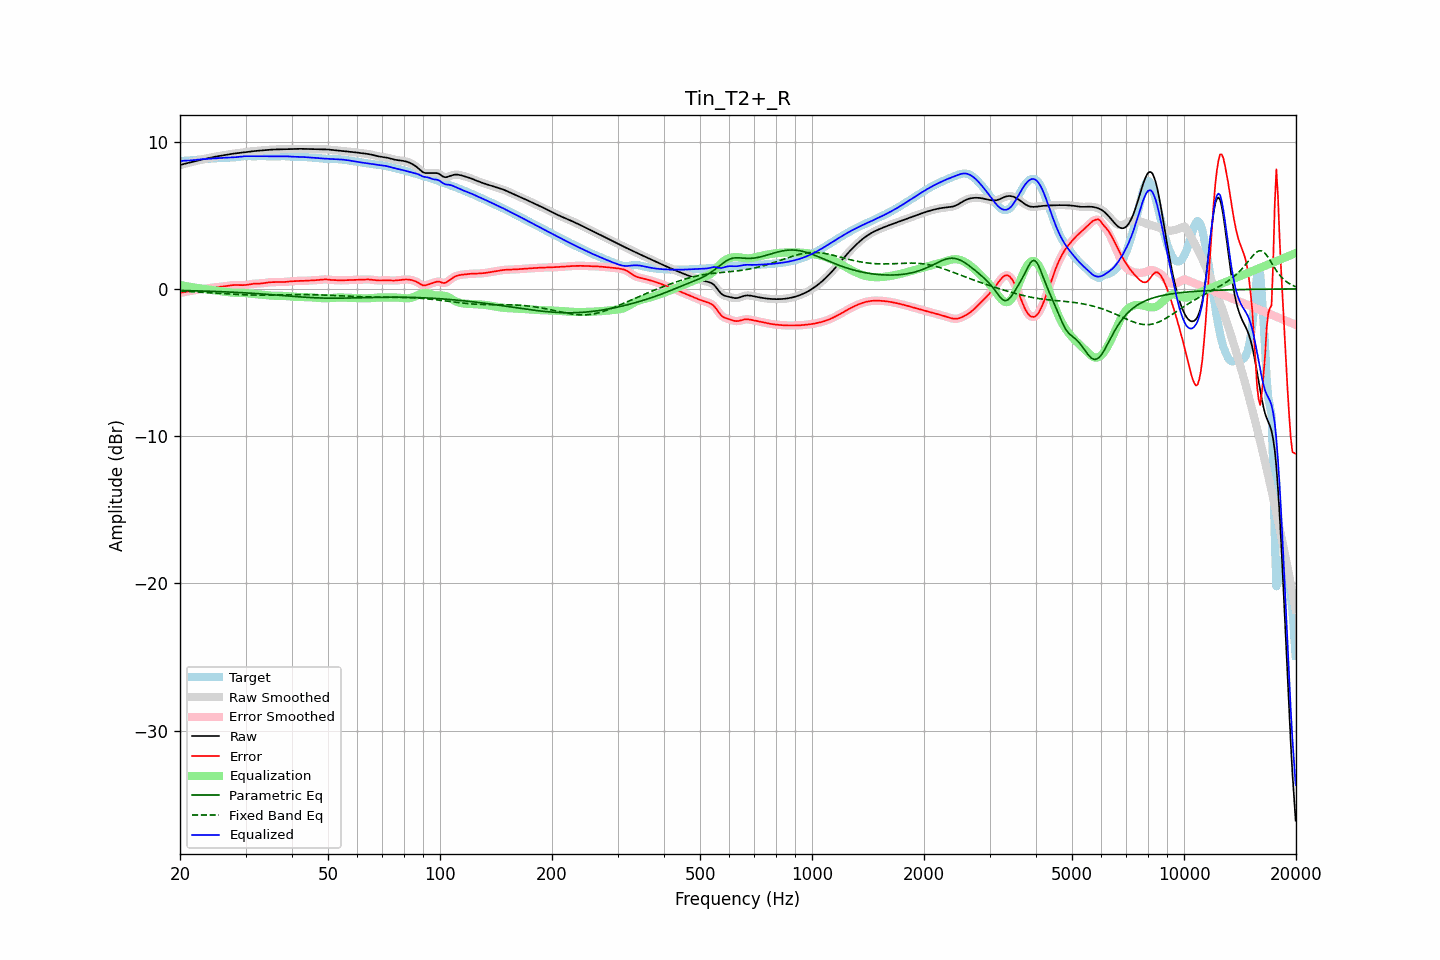 Tin_T2+_R
Amplitude (dBr)
10
0
−10
−20
−30
Target
Raw Smoothed
Error Smoothed
Raw
Error
Equalization
Parametric Eq
Fixed Band Eq
Equalized
20 50 100 200 500 1000 2000 5000 10000 20000
Frequency (Hz)